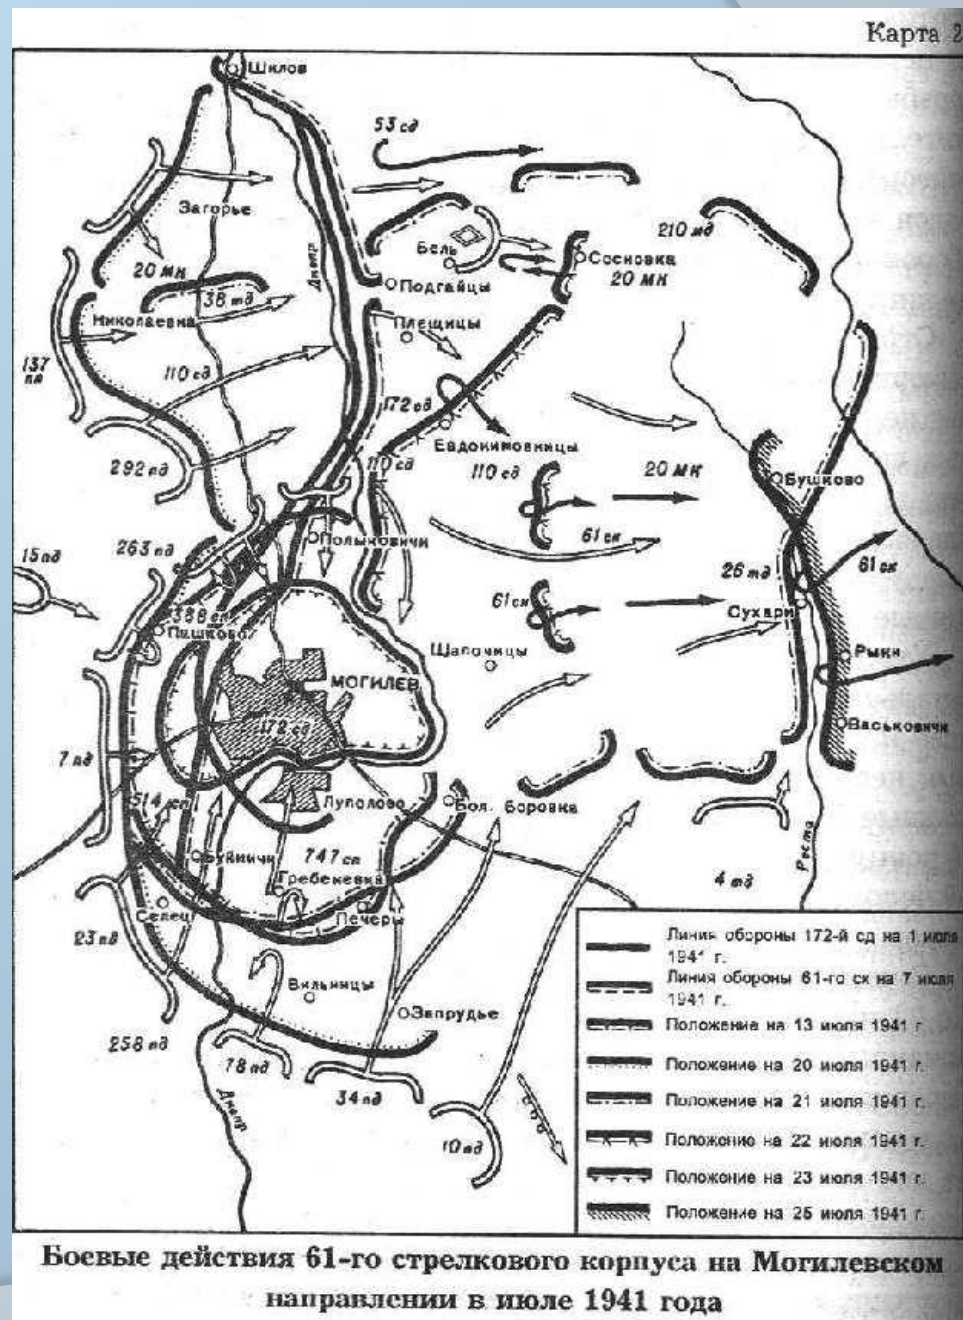 Карта 2
Шклов
53 сд
Загорье
Днепр
20 мк
38 тд
Николаевка
Бель
Сосновка
20 мк
210 мд
Подгайцы
Плещицы
137 пп
110 сд
172 сд
Евдокимовницы
292 пд
110 сд
110 сд
20 мк
Бушково
263 пд
Полыковичи
61 ск
15 пд
26 тд
61 ск
388 сп
61 ск
Сухари
Пашково
Щапочицы
Рыки
МОГИЛЕВ
172 сд
Васьковичи
7 пд
514 сп
Луполово
Бол. Боровка
Буйничи
747 сп
Реста
Гребеневка
4 тд
Селец
Печеры
23 пд
Вильчицы
Запрудье
258 пд
78 пд
34 пд
Днепр
10 пд
Линия обороны 172-й сд на 1 июля
1941 г.
Линия обороны 61-го ск на 7 июля
1941 г.
Положение на 13 июля 1941 г.
Положение на 20 июля 1941 г.
Положение на 21 июля 1941 г.
Положение на 22 июля 1941 г.
Положение на 23 июля 1941 г.
Положение на 25 июля 1941 г.
Боевые действия 61-го стрелкового корпуса на Могилевском
направлении в июле 1941 года